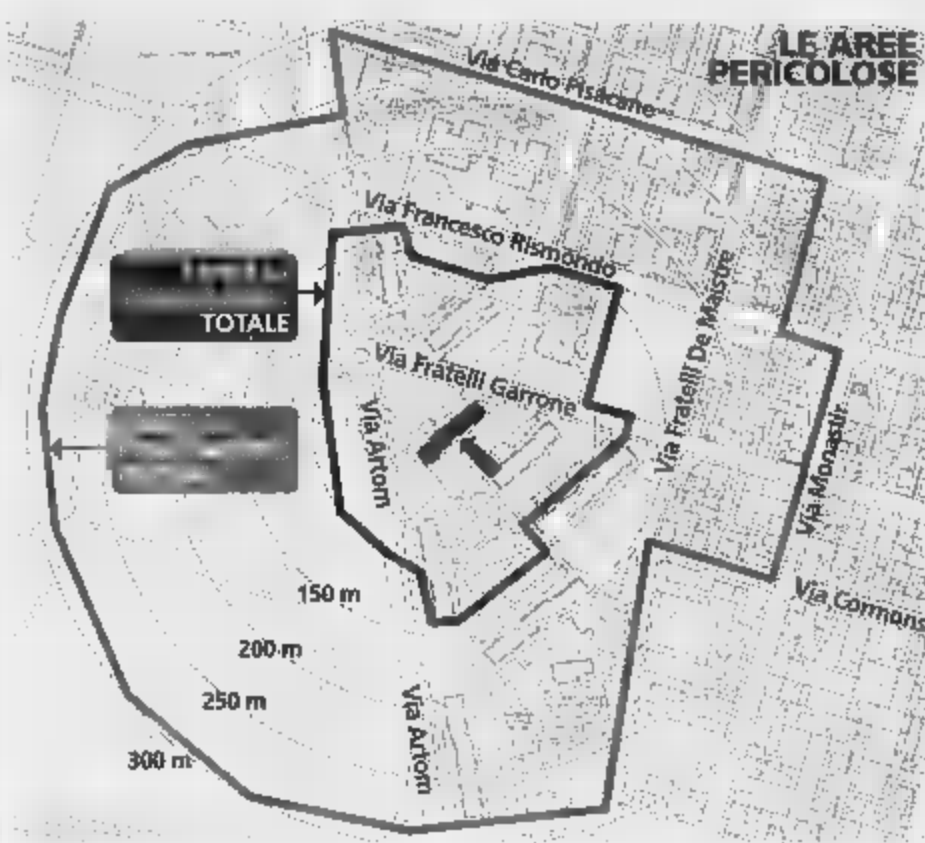 LE AREE
PERICOLOSE
Via Carlo Pisacane
Via Francesco Rismondo
TOTALE
Via Fratelli De Maistre
Via Fratelli Garrone
Via Artom
Via Monastir
150 m
Via Cormons
200 m
250 m
Via Artom
300 m